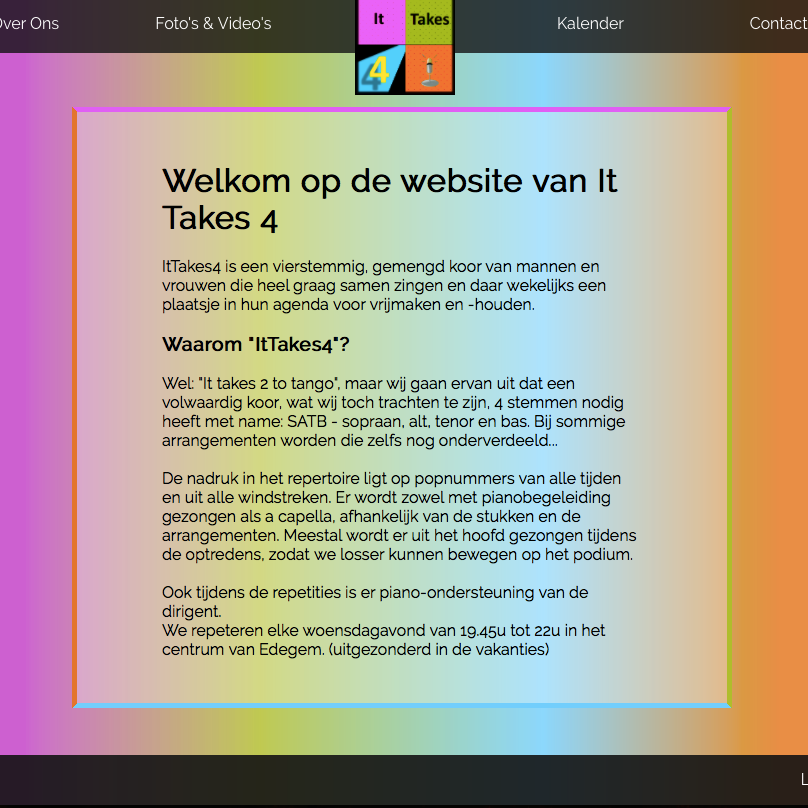 Over Ons
Foto's & Video's
It Takes
4
Kalender
Contact
Welkom op de website van It
Takes 4
ItTakes4 is een vierstemmig, gemengd koor van mannen en
vrouwen die heel graag samen zingen en daar wekelijks een
plaatsje in hun agenda voor vrijmaken en -houden.
Waarom "ItTakes4"?
Wel: "It takes 2 to tango", maar wij gaan ervan uit dat een
volwaardig koor, wat wij toch trachten te zijn, 4 stemmen nodig
heeft met name: SATB - sopraan, alt, tenor en bas. Bij sommige
arrangementen worden die zelfs nog onderverdeeld...
De nadruk in het repertoire ligt op popnummers van alle tijden
en uit alle windstreken. Er wordt zowel met pianobegeleiding
gezongen als a capella, afhankelijk van de stukken en de
arrangementen. Meestal wordt er uit het hoofd gezongen tijdens
de optredens, zodat we losser kunnen bewegen op het podium.
Ook tijdens de repetities is er piano-ondersteuning van de
dirigent.
We repeteren elke woensdagavond van 19.45u tot 22u in het
centrum van Edegem. (uitgezonderd in de vakanties)